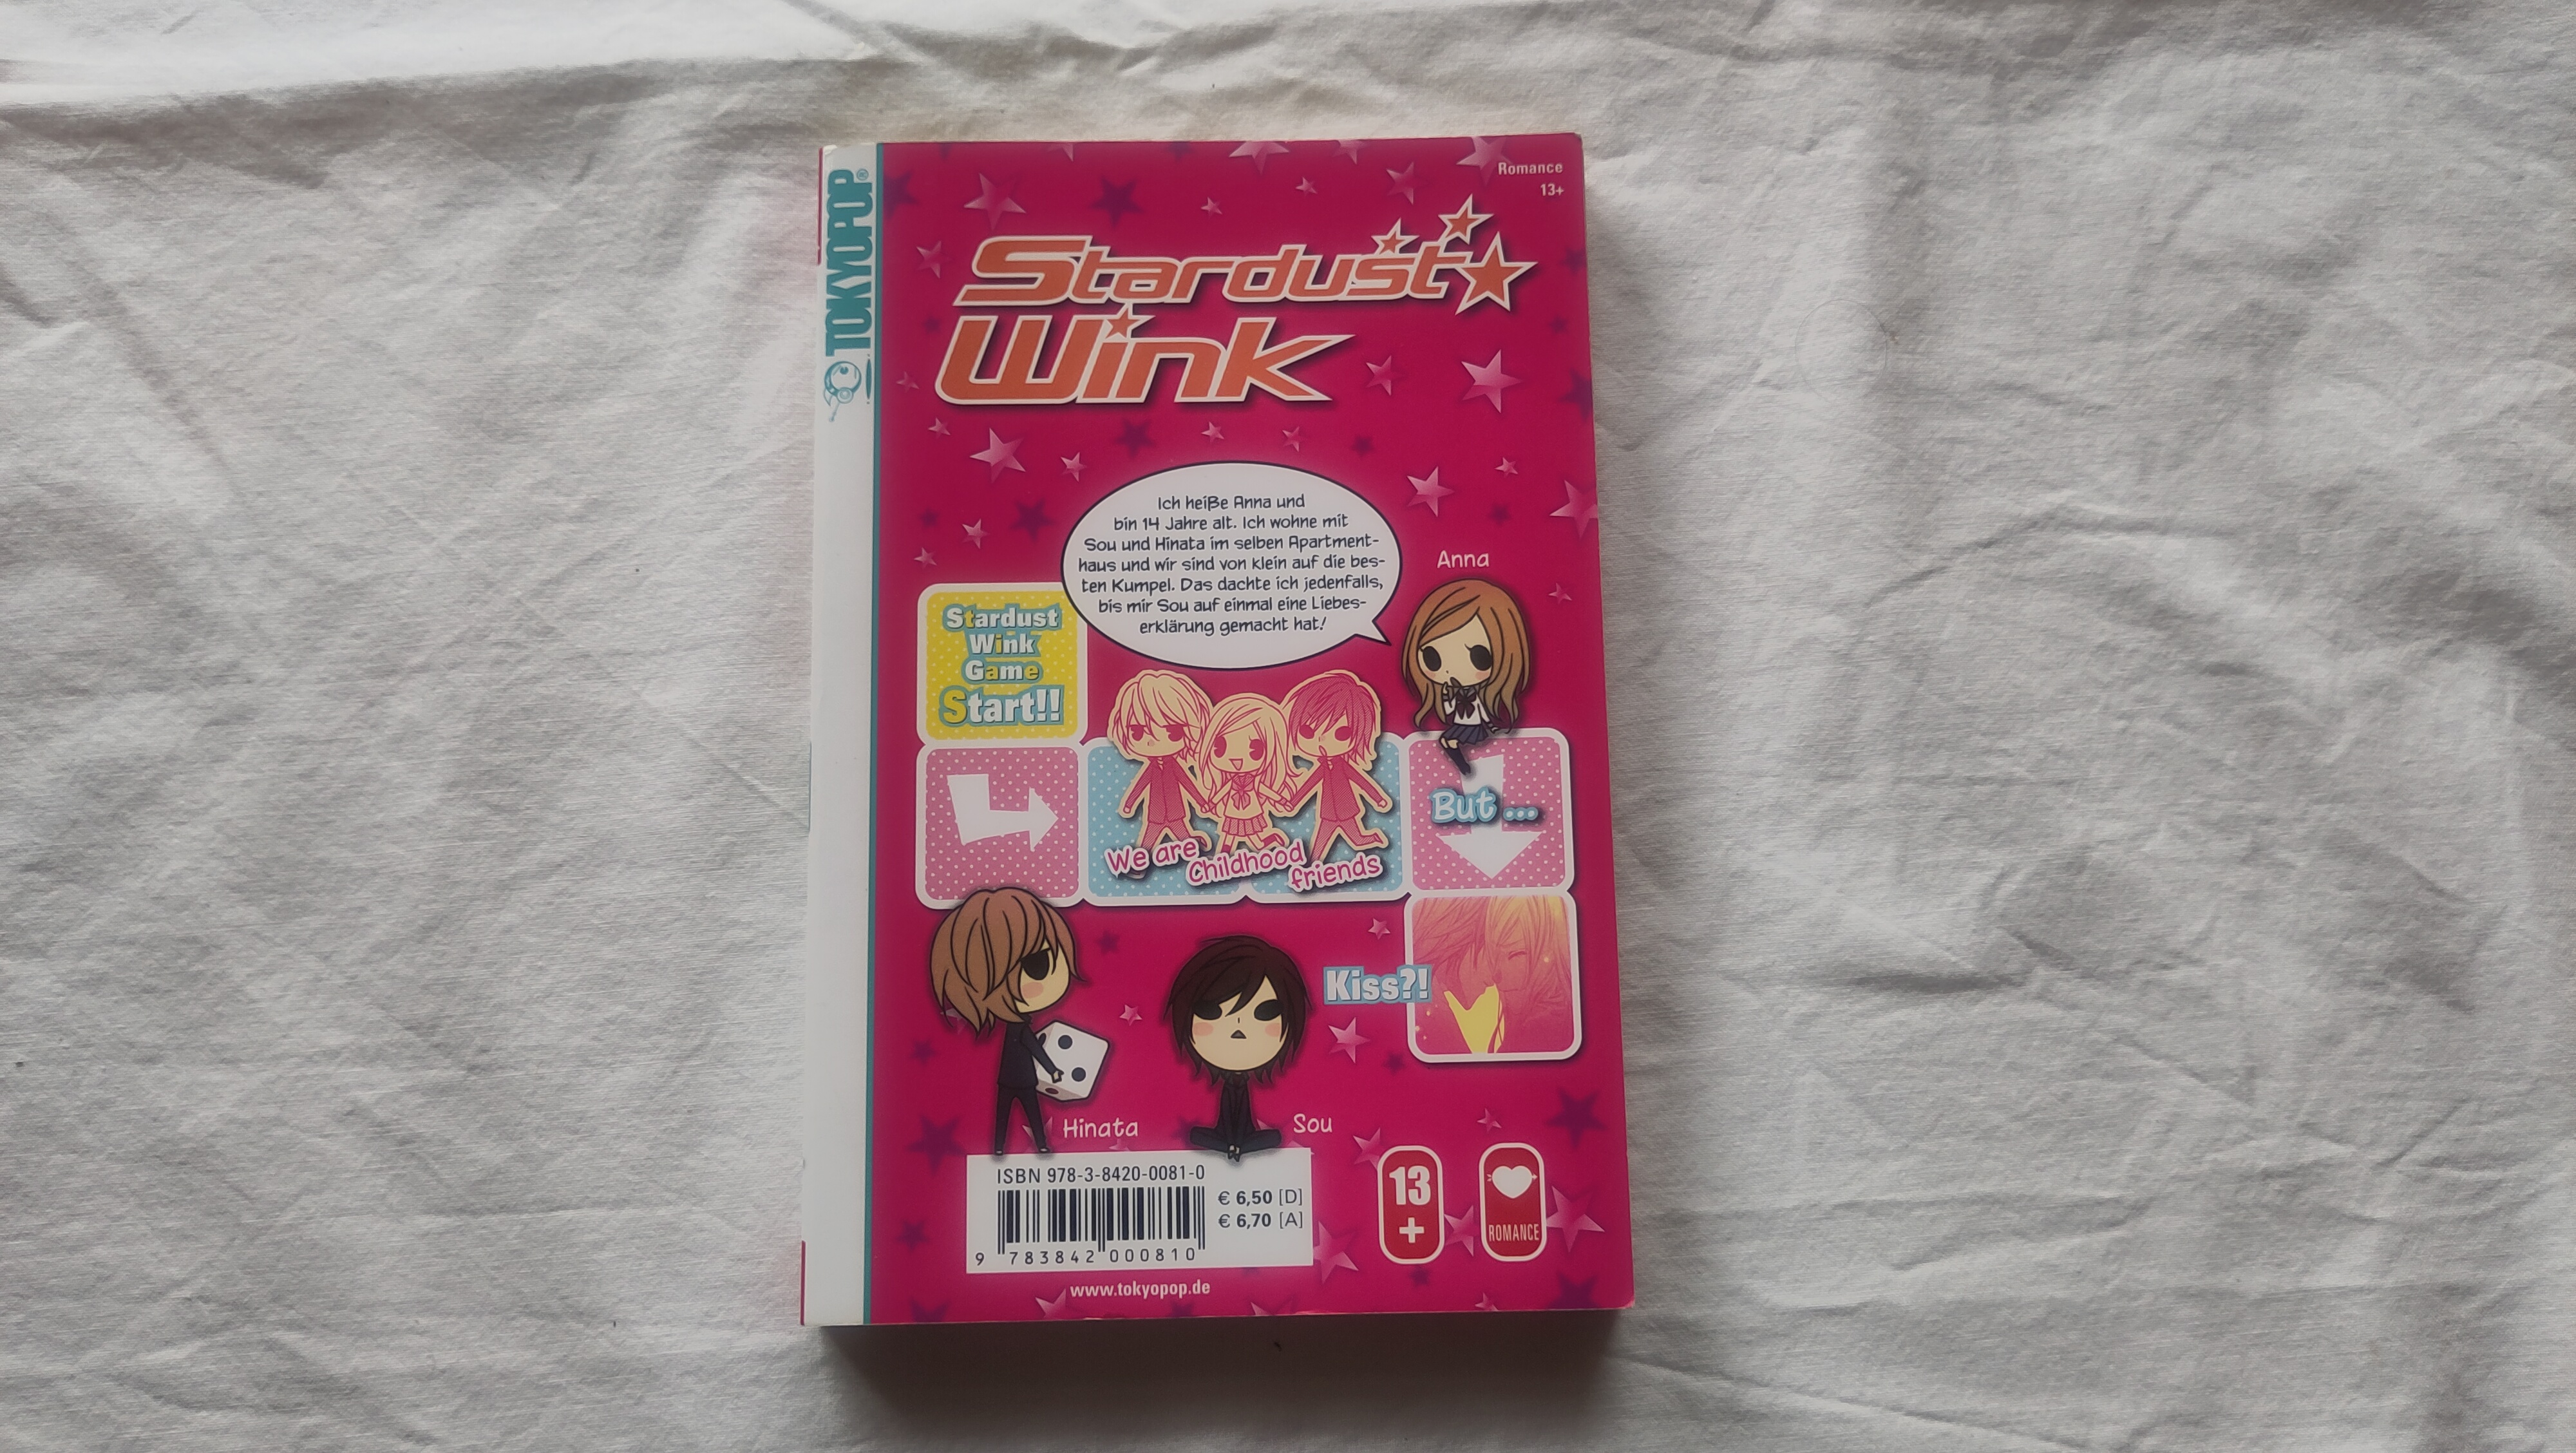 TOKYOPOP®
Romance
13+
Stardust
Wink
Ich heiße Anna und
bin 14 Jahre alt. Ich wohne mit
Sou und Hinata im selben Apartment-
haus und wir sind von klein auf die bes-
ten Kumpel. Das dachte ich jedenfalls,
bis mir Sou auf einmal eine Liebes-
erklärung gemacht hat!
Anna
Stardust
Wink
Game
Start!!
We are
Childhood
friends
But ...
Kiss?!
Hinata
Sou
ISBN 978-3-8420-0081-0
€ 6,50 [D]
€ 6,70 [A]
9 783842 000810
13
+
ROMANCE
www.tokyopop.de